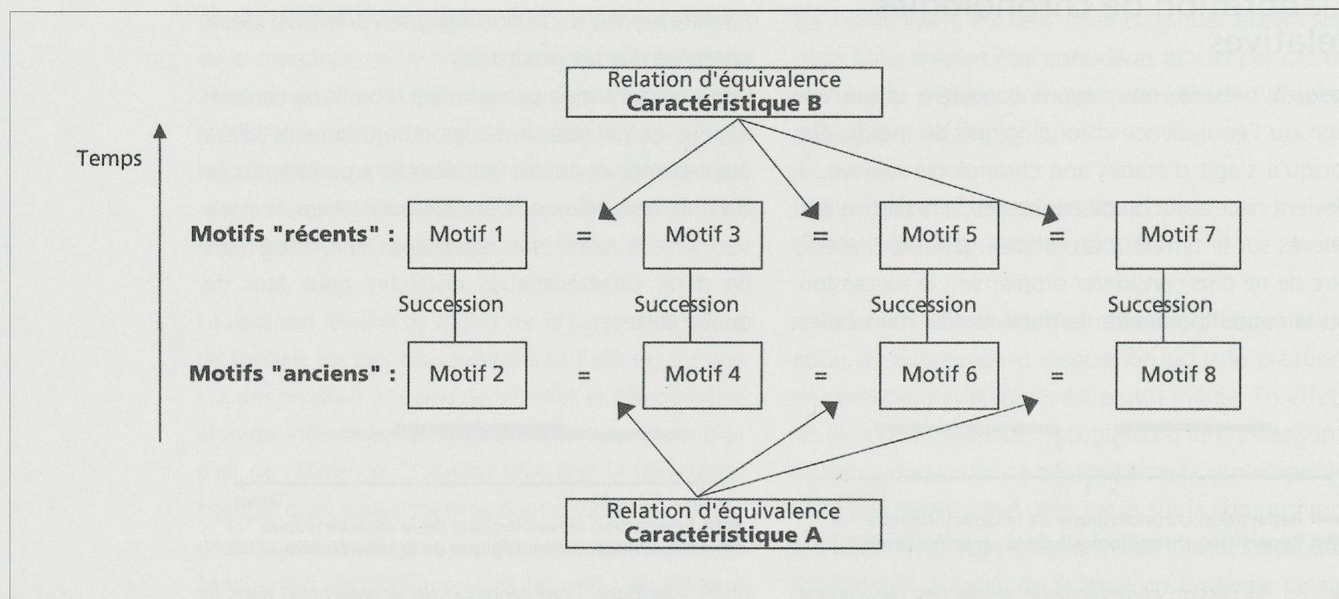 Relation d'équivalence
Caractéristique B
Temps
Motifs "récents" : Motif 1 = Motif 3 = Motif 5 = Motif 7
Succession Succession Succession Succession
Motifs "anciens" : Motif 2 = Motif 4 = Motif 6 = Motif 8
Relation d'équivalence
Caractéristique A